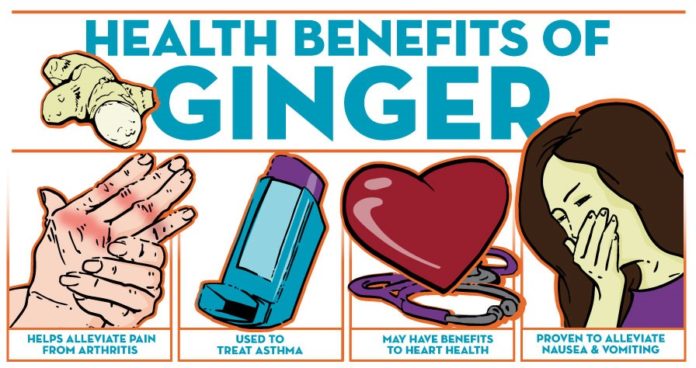 HEALTH BENEFITS OF
GINGER
HELPS ALLEVIATE PAIN
FROM ARTHRITIS
USED TO
TREAT ASTHMA
MAY HAVE BENEFITS
TO HEART HEALTH
PROVEN TO ALLEVIATE
NAUSEA & VOMITING